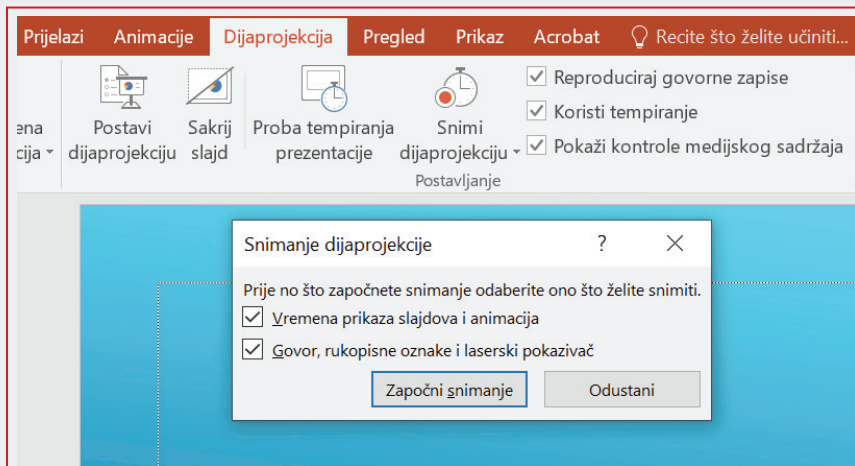 Prijelazi Animacije Dijaprojekcija Pregled Prikaz Acrobat Recite što želite učiniti...
Postavi dijaprojekciju
Sakrij slajd
Proba tempiranja prezentacije
Snimi dijaprojekciju
Reproduciraj govorne zapise
Koristi tempiranje
Pokaži kontrole medijskog sadržaja
ena
cija
Postavljanje
Snimanje dijaprojekcije ?
Prije no što započnete snimanje odaberite ono što želite snimiti.
Vremena prikaza slajdova i animacija
Govor, rukopisne oznake i laserski pokazivač
Započni snimanje Odustani